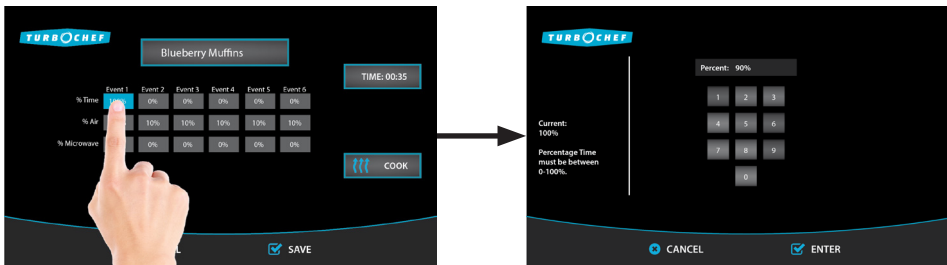 TURBOCHEF
Blueberry Muffins
TIME: 00:35
Event 1 Event 2 Event 3 Event 4 Event 5 Event 6
% Time 0% 0% 0% 0% 0%
% Air 10% 10% 10% 10% 10%
% Microwave 0% 0% 0% 0% 0%
COOK
SAVE
TURBOCHEF
Percent: 90%
1 2 3
4 5 6
7 8 9
0
Current:
100%
Percentage Time
must be between
0-100%.
CANCEL
ENTER